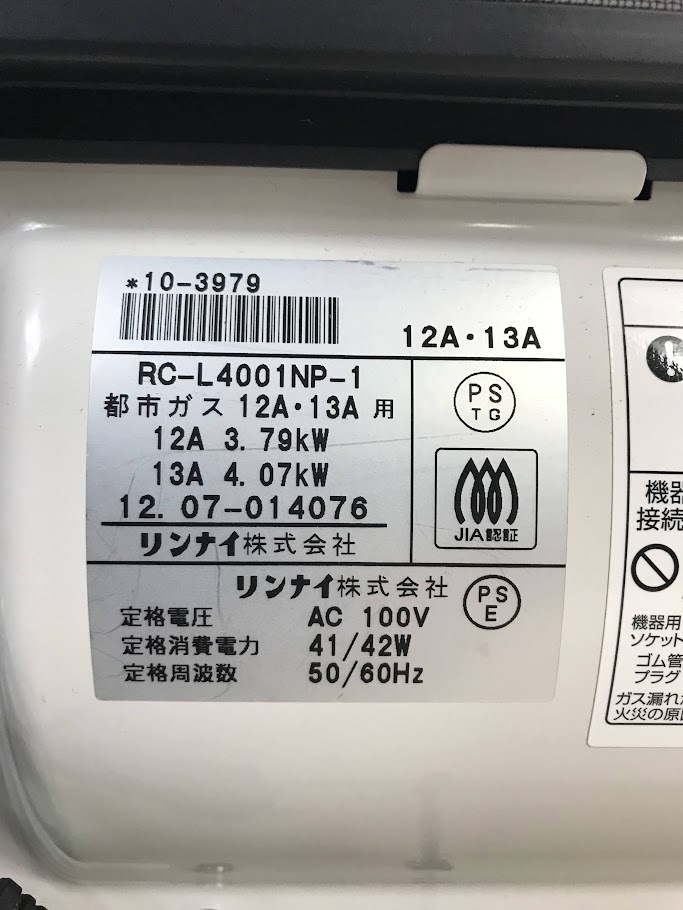 *10-3979
12A・13A
RC-L4001NP-1
都市ガス 12A・13A 用
12A 3.79kW
13A 4.07kW
12. 07-014076
リンナイ株式会社
PS
TG
JIA認証
リンナイ株式会社
PS
E
定格電圧 AC 100V
定格消費電力 41/42W
定格周波数 50/60Hz
!
機器
接続
機器用
ソケット
ゴム管
プラグ
ガス漏れ
火災の原因